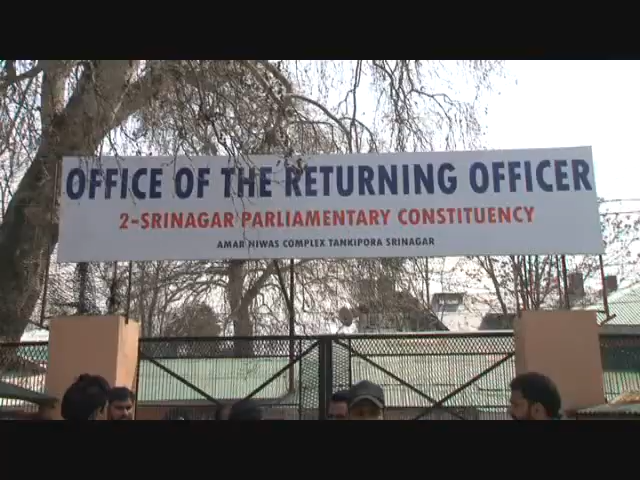 OFFICE OF THE RETURNING OFFICER
2-SRINAGAR PARLIAMENTARY CONSTITUENCY
AMAR NIWAS COMPLEX TANKIPORA SRINAGAR